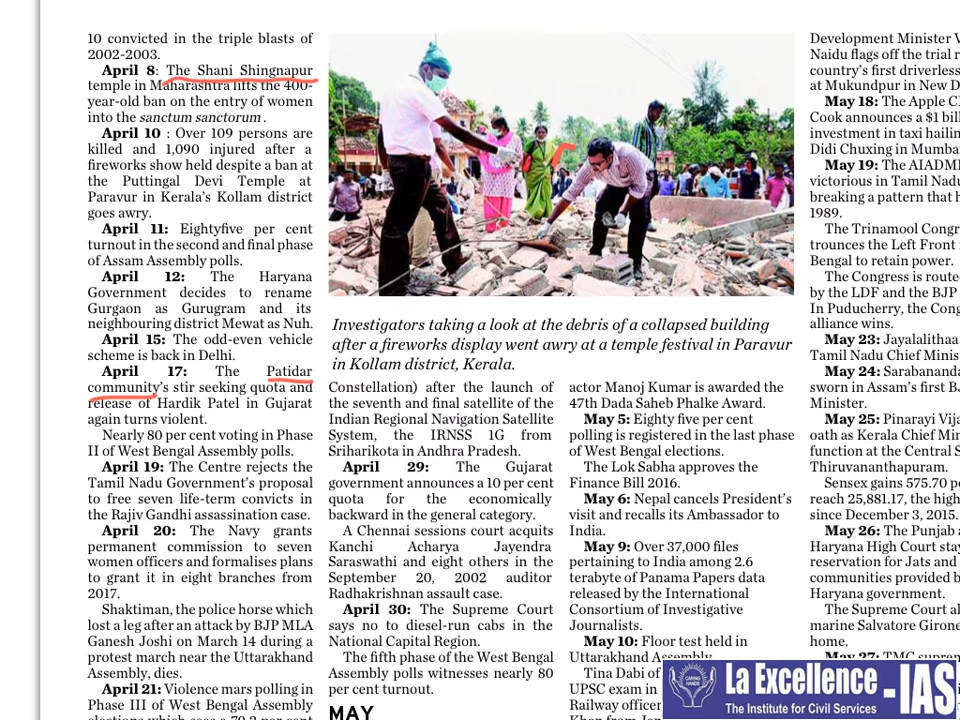 10 convicted in the triple blasts of
2002-2003.
April 8: The Shani Shingnapur
temple in Maharashtra lifts the 400-
year-old ban on the entry of women
into the sanctum sanctorum.
April 10 : Over 109 persons are
killed and 1,090 injured after a
fireworks show held despite a ban at
the Puttingal Devi Temple at
Paravur in Kerala's Kollam district
goes awry.
April 11: Eightyfive per cent
turnout in the second and final phase
of Assam Assembly polls.
April 12: The Haryana
Government decides to rename
Gurgaon as Gurugram and its
neighbouring district Mewat as Nuh.
April 15: The odd-even vehicle
scheme is back in Delhi.
April 17: The Patidar
community's stir seeking quota and
release of Hardik Patel in Gujarat
again turns violent.
Nearly 80 per cent voting in Phase
II of West Bengal Assembly polls.
April 19: The Centre rejects the
Tamil Nadu Government's proposal
to free seven life-term convicts in
the Rajiv Gandhi assassination case.
April 20: The Navy grants
permanent commission to seven
women officers and formalises plans
to grant it in eight branches from
2017.
Shaktiman, the police horse which
lost a leg after an attack by BJP MLA
Ganesh Joshi on March 14 during a
protest march near the Uttarakhand
Assembly, dies.
April 21: Violence mars polling in
Phase III of West Bengal Assembly
Investigators taking a look at the debris of a collapsed building
after a fireworks display went awry at a temple festival in Paravur
in Kollam district, Kerala.
Constellation) after the launch of
the seventh and final satellite of the
Indian Regional Navigation Satellite
System, the IRNSS 1G from
Sriharikota in Andhra Pradesh.
April 29: The Gujarat
government announces a 10 per cent
quota for the economically
backward in the general category.
A Chennai sessions court acquits
Kanchi Acharya Jayendra
Saraswathi and eight others in the
September 20, 2002 auditor
Radhakrishnan assault case.
April 30: The Supreme Court
says no to diesel-run cabs in the
National Capital Region.
The fifth phase of the West Bengal
Assembly polls witnesses nearly 80
per cent turnout.
MAY
actor Manoj Kumar is awarded the
47th Dada Saheb Phalke Award.
May 5: Eighty five per cent
polling is registered in the last phase
of West Bengal elections.
The Lok Sabha approves the
Finance Bill 2016.
May 6: Nepal cancels President's
visit and recalls its Ambassador to
India.
May 9: Over 37,000 files
pertaining to India among 2.6
terabyte of Panama Papers data
released by the International
Consortium of Investigative
Journalists.
May 10: Floor test held in
Uttarakhand Assembly
Tina Dabi of
UPSC exam in
Railway officer
Development Minister V
Naidu flags off the trial r
country's first driverless
at Mukundpur in New D
May 18: The Apple C
Cook announces a $1 bill
investment in taxi hailin
Didi Chuxing in Mumba
May 19: The AIADM
victorious in Tamil Nadu
breaking a pattern that h
1989.
The Trinamool Congr
trounces the Left Front
Bengal to retain power.
The Congress is route
by the LDF and the BJP
In Puducherry, the Cong
alliance wins.
May 23: Jayalalithaa
Tamil Nadu Chief Minis
May 24: Sarabananda
sworn in Assam's first B
Minister.
May 25: Pinarayi Vija
oath as Kerala Chief Min
function at the Central S
Thiruvananthapuram.
Sensex gains 575.70 p
reach 25,881.17, the high
since December 3, 2015.
May 26: The Punjab a
Haryana High Court stay
reservation for Jats and
communities provided b
Haryana government.
The Supreme Court al
marine Salvatore Girone
home.
May 27: TMC suprem
CARING HANDS
La Excellence -IAS
The Institute for Civil Services